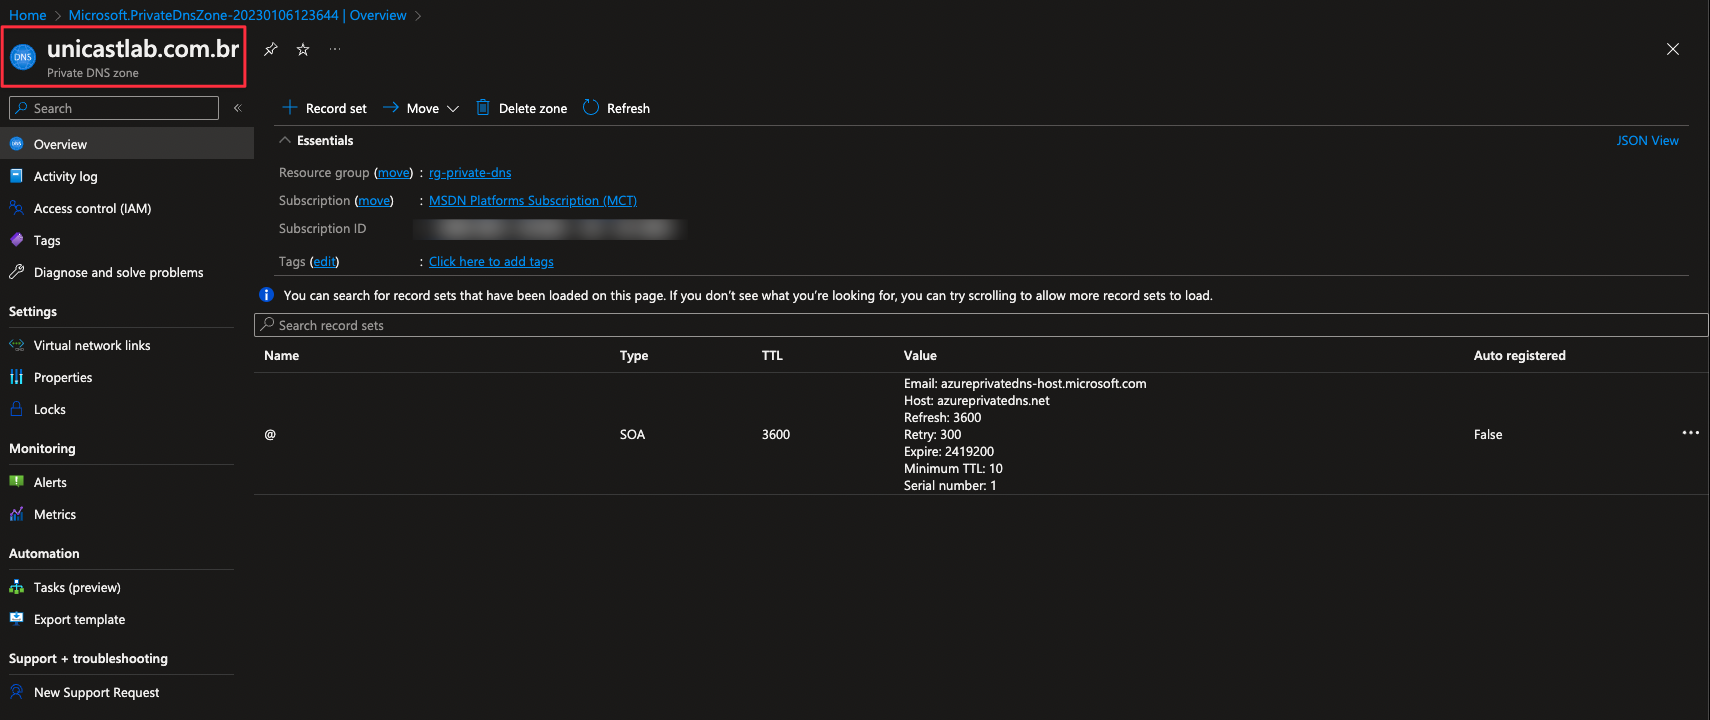 Home > Microsoft.PrivateDnsZone-20230106123644 | Overview >
DNS
unicastlab.com.br
Private DNS zone
Search
«
Overview
Activity log
Access control (IAM)
Tags
Diagnose and solve problems
Settings
Virtual network links
Properties
Locks
Monitoring
Alerts
Metrics
Automation
Tasks (preview)
Export template
Support + troubleshooting
New Support Request
Record set Move Delete zone Refresh
Essentials
JSON View
Resource group (move) : rg-private-dns
Subscription (move) : MSDN Platforms Subscription (MCT)
Subscription ID
Tags (edit) : Click here to add tags
You can search for record sets that have been loaded on this page. If you don't see what you're looking for, you can try scrolling to allow more record sets to load.
Search record sets
Name Type TTL Value Auto registered
@ SOA 3600
Email: azureprivatedns-host.microsoft.com
Host: azureprivatedns.net
Refresh: 3600
Retry: 300
Expire: 2419200
Minimum TTL: 10
Serial number: 1
False